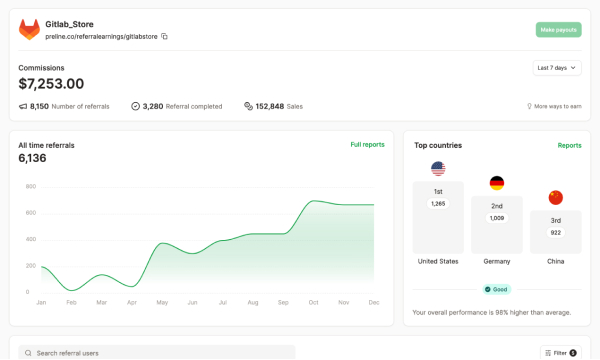 Gitlab_Store
preline.co/referralearnings/gitlabstore
Make payouts
Commissions
Last 7 days
$7,253.00
8,150 Number of referrals
3,280 Referral completed
152,848 Sales
More ways to earn
All time referrals
Full reports
6,136
800
600
400
200
0
Jan Feb Mar Apr May Jun Jul Aug Sep Oct Nov Dec
Top countries
Reports
1st
1,265
2nd
1,009
3rd
922
United States
Germany
China
Good
Your overall performance is 98% higher than average.
Search referral users
Filter 5